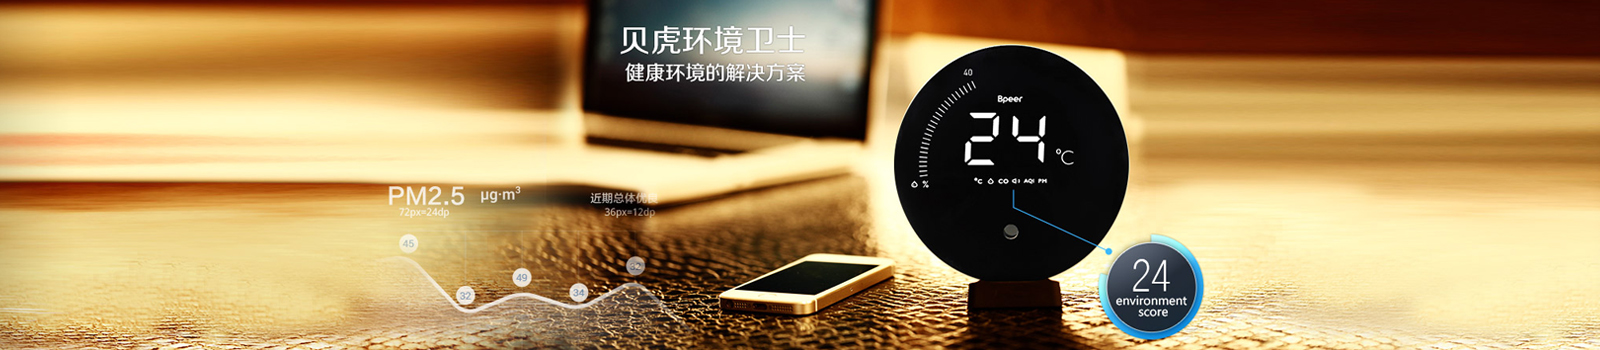 贝虎环境卫士
健康环境的解决方案
PM2.5 μg·m³
72px=24dp
近期总体优良
36px=12dp
45
32
49
34
32
40
Bpeer
24 °C
%
°C CO AQI PM
24
environment
score